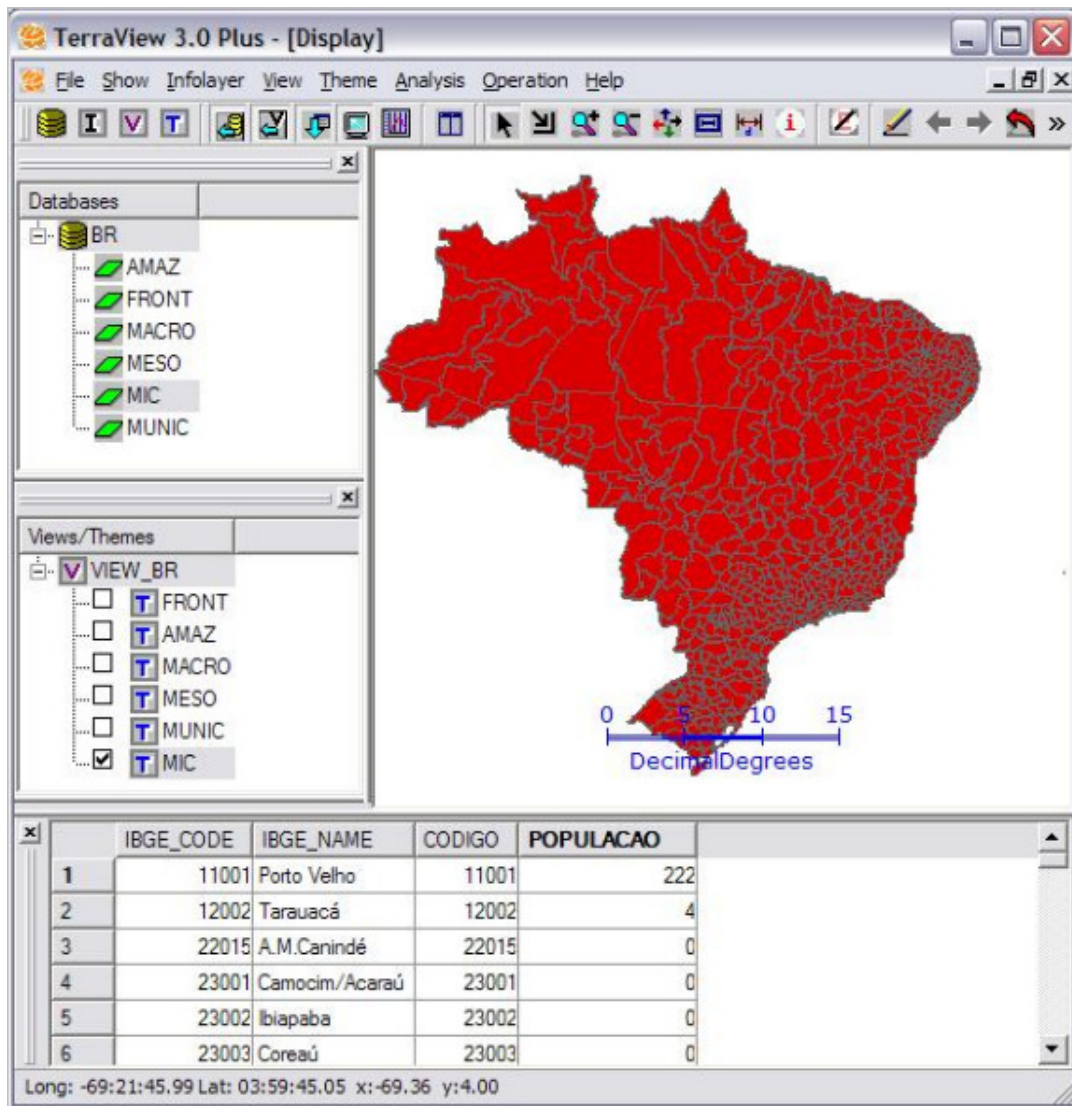 TerraView 3.0 Plus - [Display]
File Show Infolayer View Theme Analysis Operation Help
I V T i »
Databases
BR
AMAZ
FRONT
MACRO
MESO
MIC
MUNIC
Views/Themes
V VIEW_BR
T FRONT
T AMAZ
T MACRO
T MESO
T MUNIC
T MIC
0 5 10 15
DecimalDegrees
IBGE_CODE IBGE_NAME CODIGO POPULACAO
1 11001 Porto Velho 11001 222
2 12002 Tarauacá 12002 4
3 22015 A.M.Canindé 22015 0
4 23001 Camocim/Acaraú 23001 0
5 23002 Ibiapaba 23002 0
6 23003 Coreaú 23003 0
Long: -69:21:45.99 Lat: 03:59:45.05 x:-69.36 y:4.00